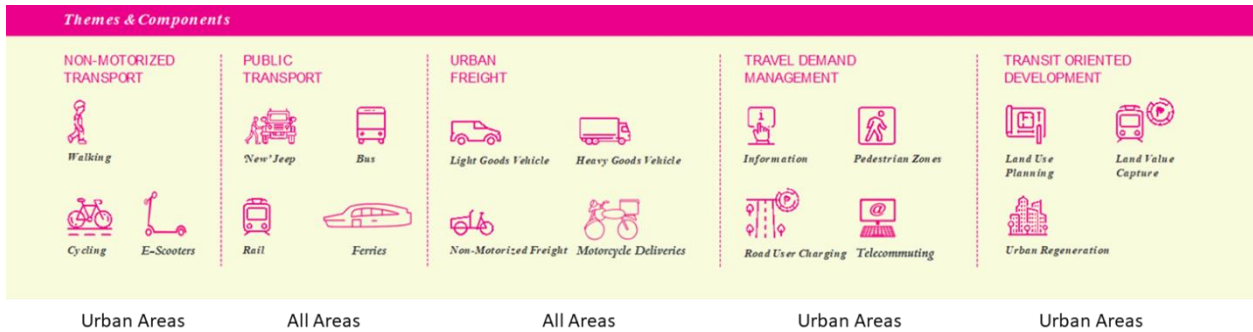 Themes & Components
NON-MOTORIZED
TRANSPORT
Walking
Cycling
E-Scooters
PUBLIC
TRANSPORT
'New' Jeep
Bus
Rail
Ferries
URBAN
FREIGHT
Light Goods Vehicle
Heavy Goods Vehicle
Non-Motorized Freight
Motorcycle Deliveries
TRAVEL DEMAND
MANAGEMENT
i
Information
Pedestrian Zones
P
Road User Charging
@
Telecommuting
TRANSIT ORIENTED
DEVELOPMENT
Land Use
Planning
P
Land Value
Capture
Urban Regeneration
Urban Areas
All Areas
All Areas
Urban Areas
Urban Areas